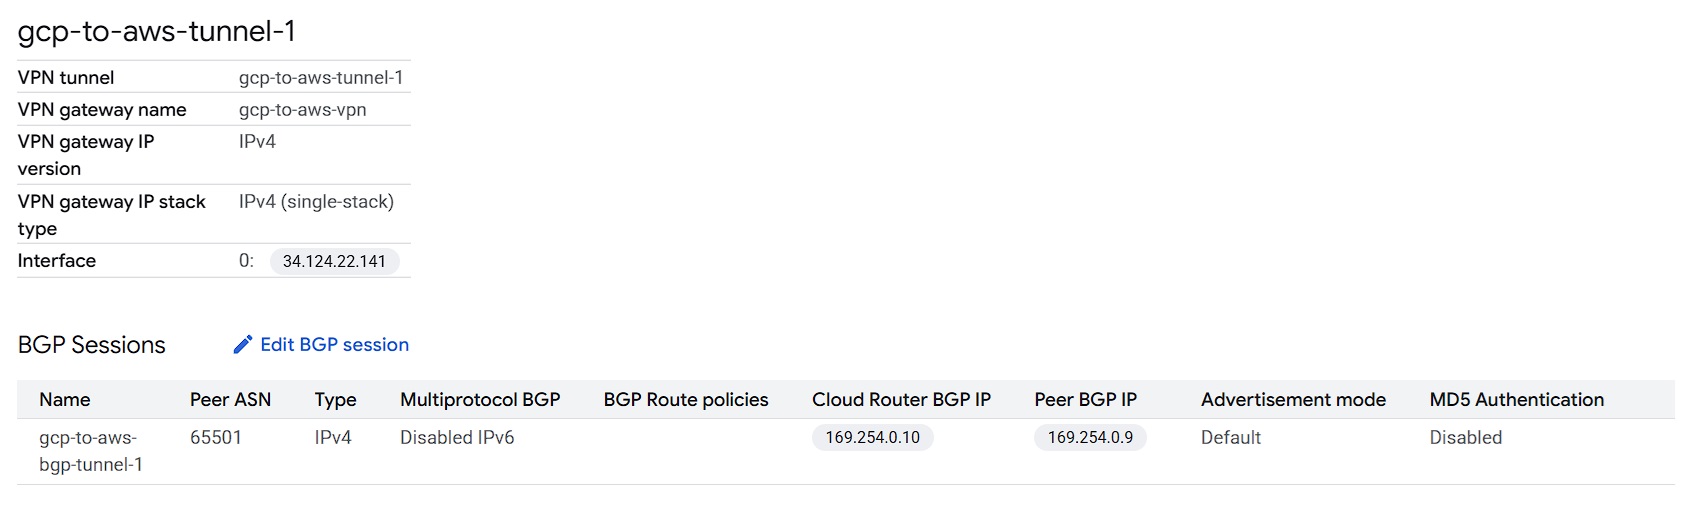 gcp-to-aws-tunnel-1
VPN tunnel gcp-to-aws-tunnel-1
VPN gateway name gcp-to-aws-vpn
VPN gateway IP version IPv4
VPN gateway IP stack type IPv4 (single-stack)
Interface 0: 34.124.22.141
BGP Sessions Edit BGP session
Name Peer ASN Type Multiprotocol BGP BGP Route policies Cloud Router BGP IP Peer BGP IP Advertisement mode MD5 Authentication
gcp-to-aws- 65501 IPv4 Disabled IPv6 169.254.0.10 169.254.0.9 Default Disabled
bgp-tunnel-1